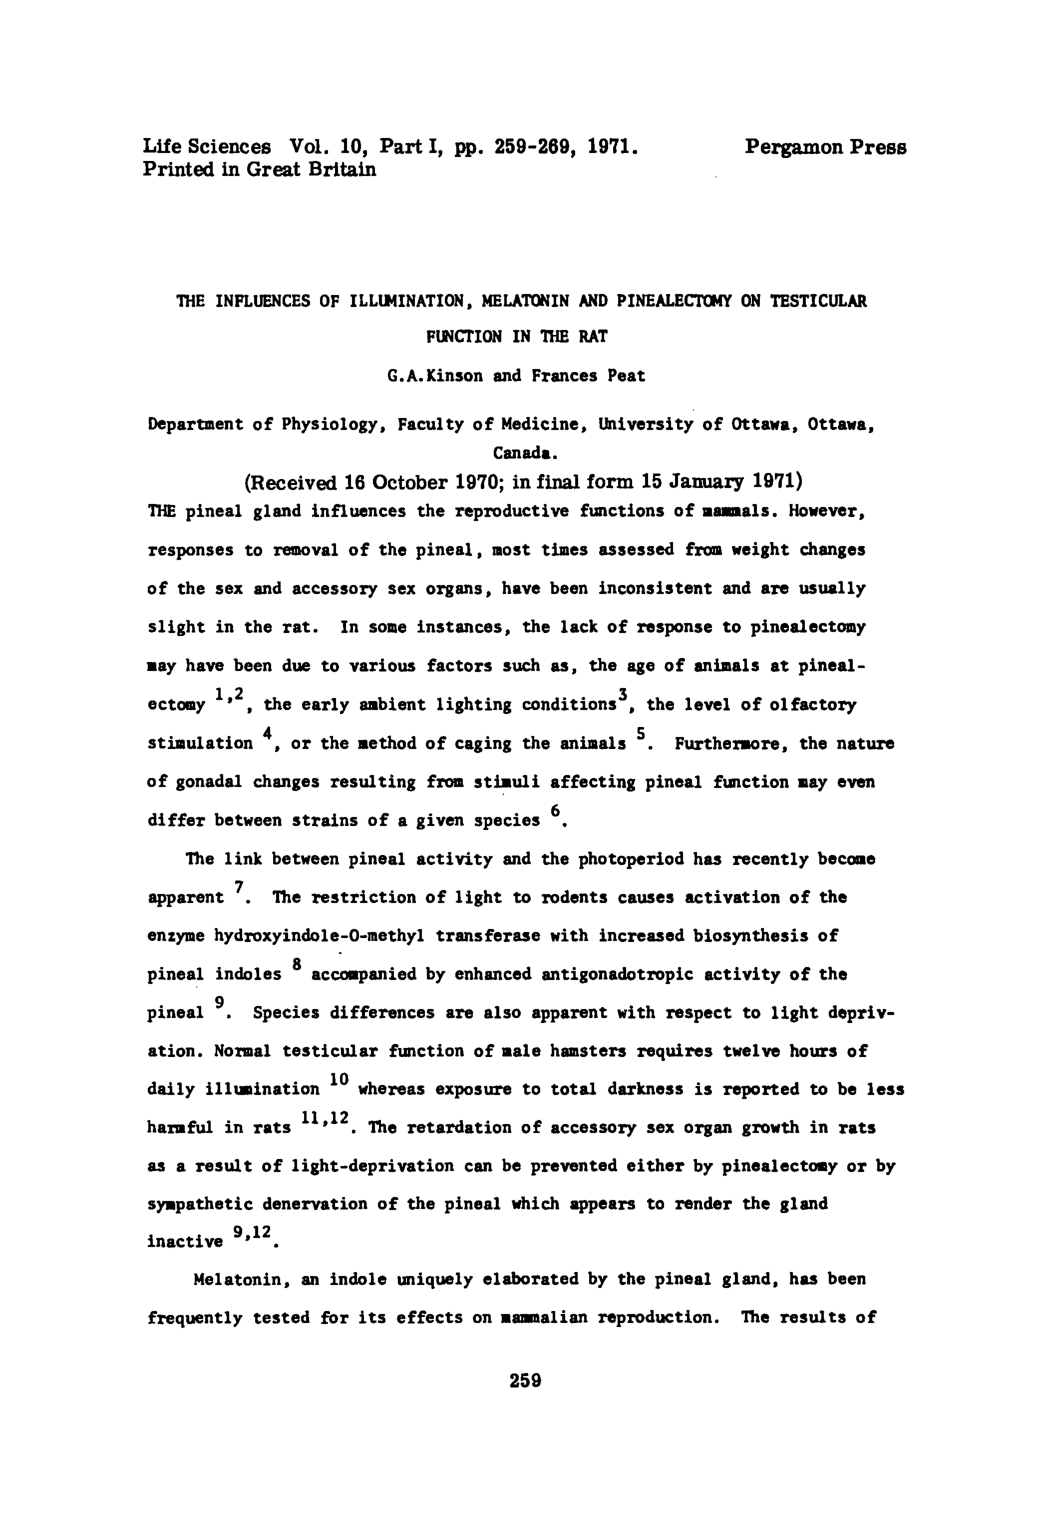 Life Sciences Vol. 10, Part I, pp. 259-269, 1971. Pergamon Press
Printed in Great Britain
THE INFLUENCES OF ILLUMINATION, MELATONIN AND PINEALECTOMY ON TESTICULAR
FUNCTION IN THE RAT
G.A.Kinson and Frances Peat
Department of Physiology, Faculty of Medicine, University of Ottawa, Ottawa,
Canada.
(Received 16 October 1970; in final form 15 January 1971)
THE pineal gland influences the reproductive functions of mammals. However,
responses to removal of the pineal, most times assessed from weight changes
of the sex and accessory sex organs, have been inconsistent and are usually
slight in the rat. In some instances, the lack of response to pinealectomy
may have been due to various factors such as, the age of animals at pineal-
ectomy 1,2, the early ambient lighting conditions3, the level of olfactory
stimulation 4, or the method of caging the animals 5. Furthermore, the nature
of gonadal changes resulting from stimuli affecting pineal function may even
differ between strains of a given species 6.
The link between pineal activity and the photoperiod has recently become
apparent 7. The restriction of light to rodents causes activation of the
enzyme hydroxyindole-O-methyl transferase with increased biosynthesis of
pineal indoles 8 accompanied by enhanced antigonadotropic activity of the
pineal 9. Species differences are also apparent with respect to light depriv-
ation. Normal testicular function of male hamsters requires twelve hours of
daily illumination 10 whereas exposure to total darkness is reported to be less
harmful in rats 11,12. The retardation of accessory sex organ growth in rats
as a result of light-deprivation can be prevented either by pinealectomy or by
sympathetic denervation of the pineal which appears to render the gland
inactive 9,12.
Melatonin, an indole uniquely elaborated by the pineal gland, has been
frequently tested for its effects on mammalian reproduction. The results of
259